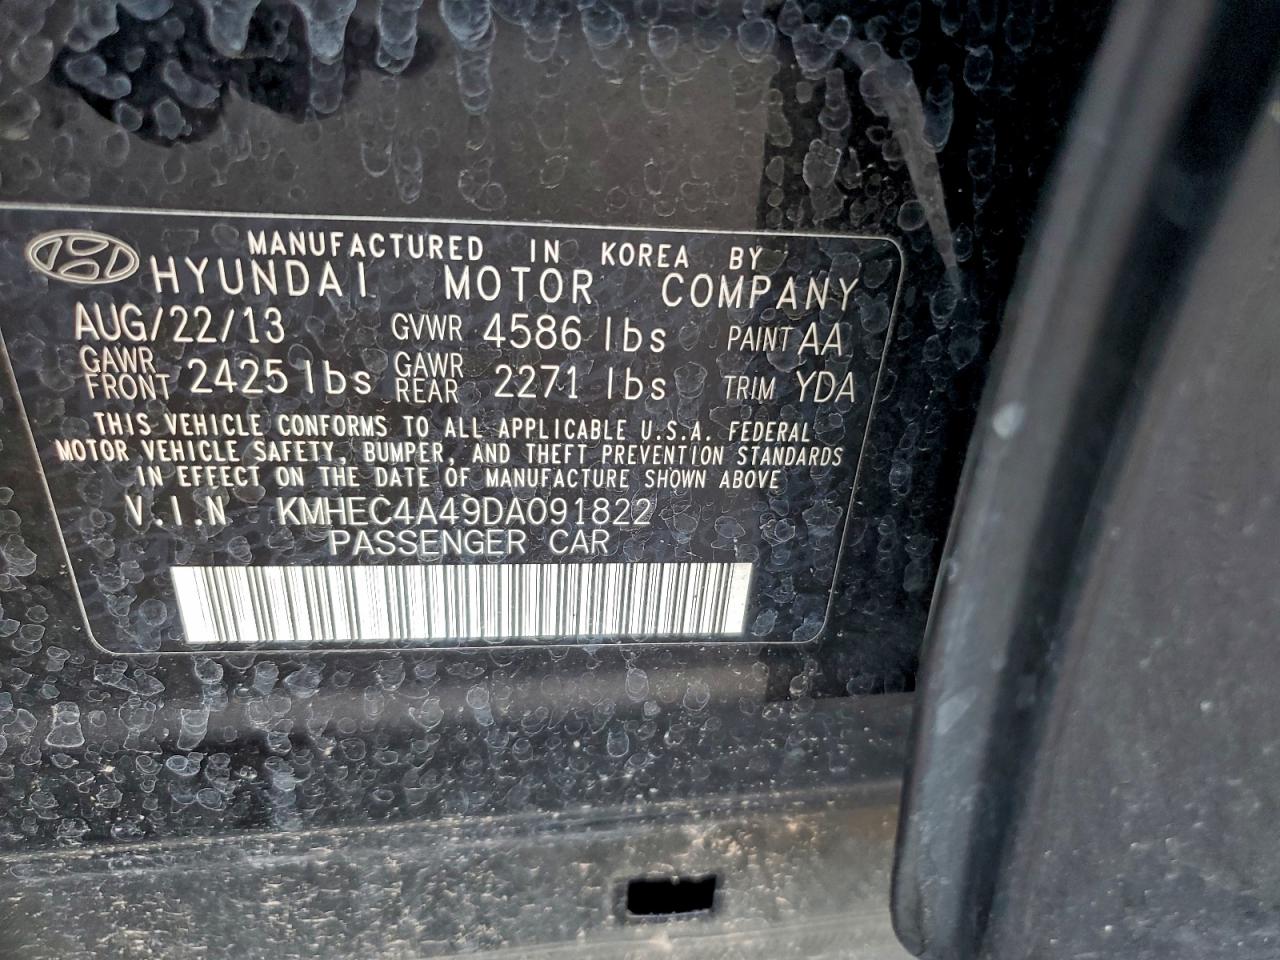 MANUFACTURED IN KOREA BY
HYUNDAI MOTOR COMPANY
AUG/22/13 GVWR 4586 lbs PAINT AA
GAWR FRONT 2425 lbs GAWR REAR 2271 lbs TRIM YDA
THIS VEHICLE CONFORMS TO ALL APPLICABLE U.S.A. FEDERAL
MOTOR VEHICLE SAFETY, BUMPER, AND THEFT PREVENTION STANDARDS
IN EFFECT ON THE DATE OF MANUFACTURE SHOWN ABOVE
V.I.N KMHEC4A49DA091822
PASSENGER CAR